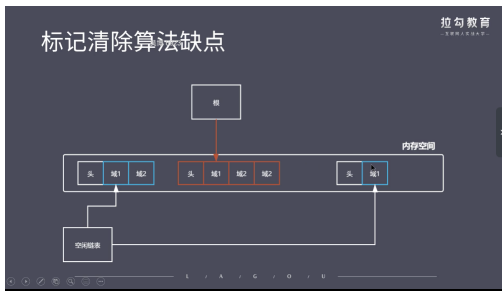 拉勾教育
标记清除算法缺点
根
内存空间
头 域1 域2
头 域1 域2 域2
头 域1
空闲链表
L / A / G / O / U